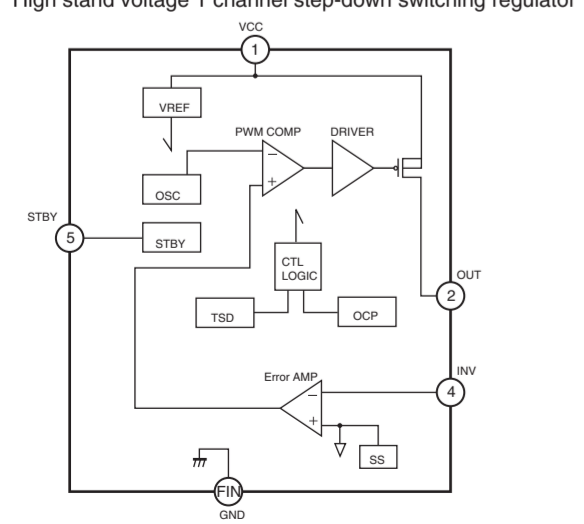 High stand voltage 1 channel step-down switching regulator
VCC
1
VREF
PWM COMP
DRIVER
−
+
OSC
STBY
5
STBY
CTL
LOGIC
OUT
2
TSD
OCP
INV
4
Error AMP
−
+
SS
FIN
GND